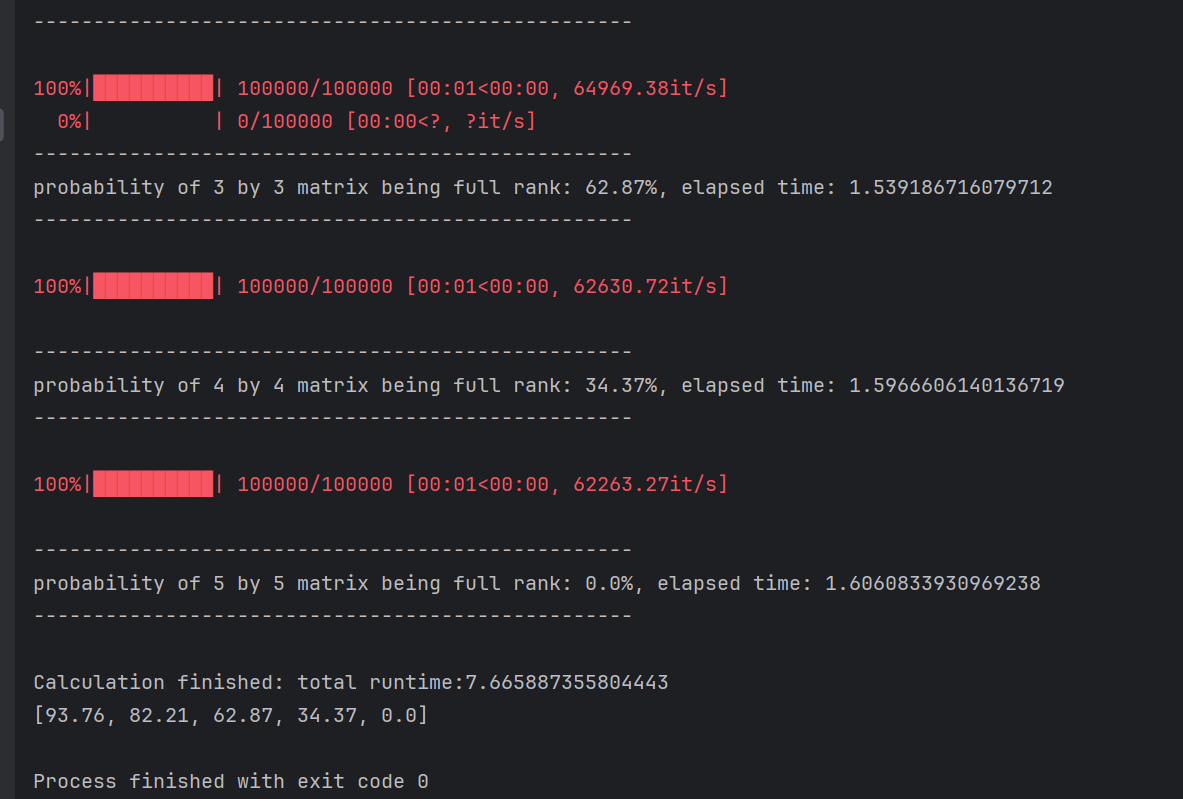 --------------------------------------------------
100%|██████████| 100000/100000 [00:01<00:00, 64969.38it/s]
  0%|          | 0/100000 [00:00<?, ?it/s]
--------------------------------------------------
probability of 3 by 3 matrix being full rank: 62.87%, elapsed time: 1.539186716079712
--------------------------------------------------
100%|██████████| 100000/100000 [00:01<00:00, 62630.72it/s]
--------------------------------------------------
probability of 4 by 4 matrix being full rank: 34.37%, elapsed time: 1.5966606140136719
--------------------------------------------------
100%|██████████| 100000/100000 [00:01<00:00, 62263.27it/s]
--------------------------------------------------
probability of 5 by 5 matrix being full rank: 0.0%, elapsed time: 1.6060833930969238
--------------------------------------------------
Calculation finished: total runtime:7.665887355804443
[93.76, 82.21, 62.87, 34.37, 0.0]
Process finished with exit code 0